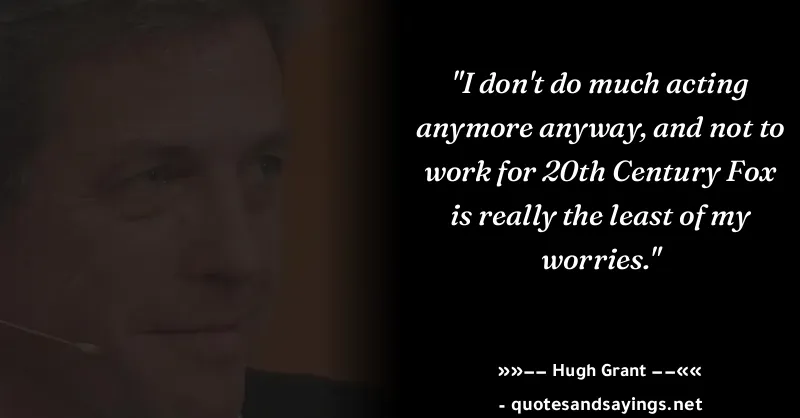 "I don't do much acting
anymore anyway, and not to
work for 20th Century Fox
is really the least of my
worries."
»»−− Hugh Grant −−««
- quotesandsayings.net